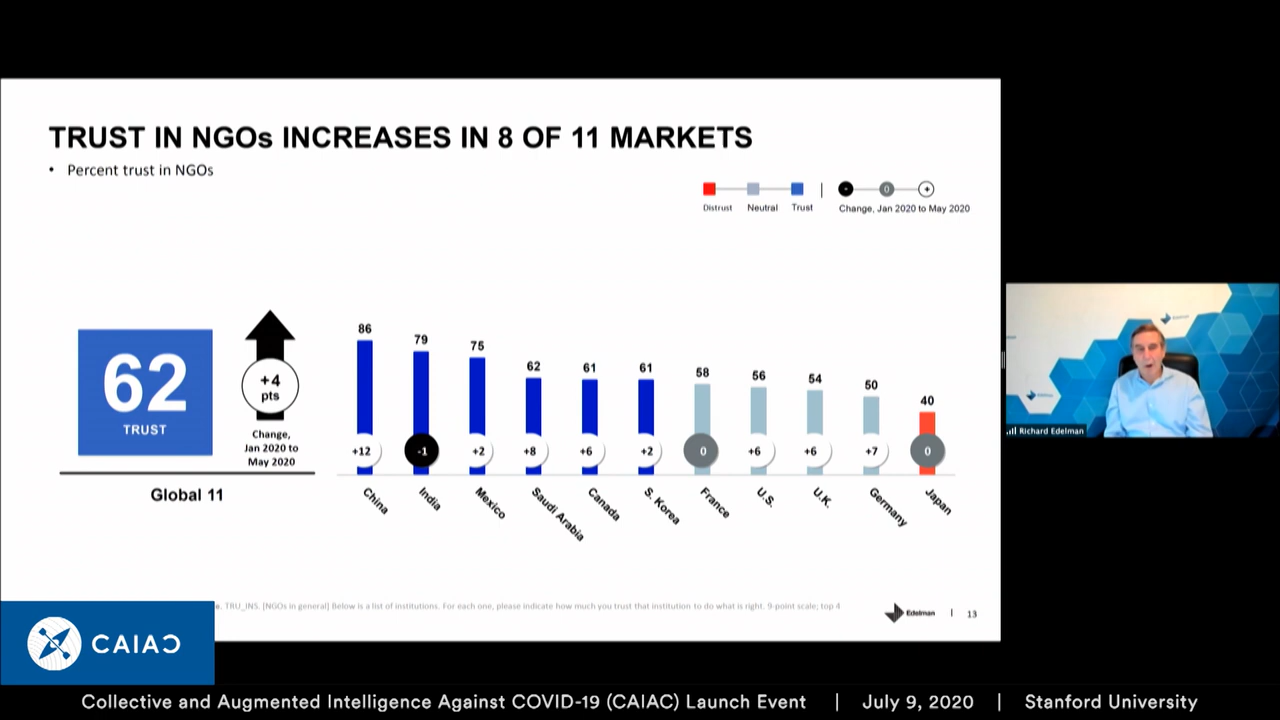 TRUST IN NGOs INCREASES IN 8 OF 11 MARKETS
• Percent trust in NGOs
Distrust Neutral Trust | - 0 + Change, Jan 2020 to May 2020
62
TRUST
+4
pts
Change,
Jan 2020 to
May 2020
Global 11
86 79 75 62 61 61 58 56 54 50 40
+12 -1 +2 +8 +6 +2 0 +6 +6 +7 0
China India Mexico Saudi Arabia Canada S. Korea France U.S. U.K. Germany Japan
TRU_INS. [NGOs in general] Below is a list of institutions. For each one, please indicate how much you trust that institution to do what is right. 9-point scale; top 4
Edelman | 13
Edelman
Richard Edelman
CAIAC
Collective and Augmented Intelligence Against COVID-19 (CAIAC) Launch Event | July 9, 2020 | Stanford University